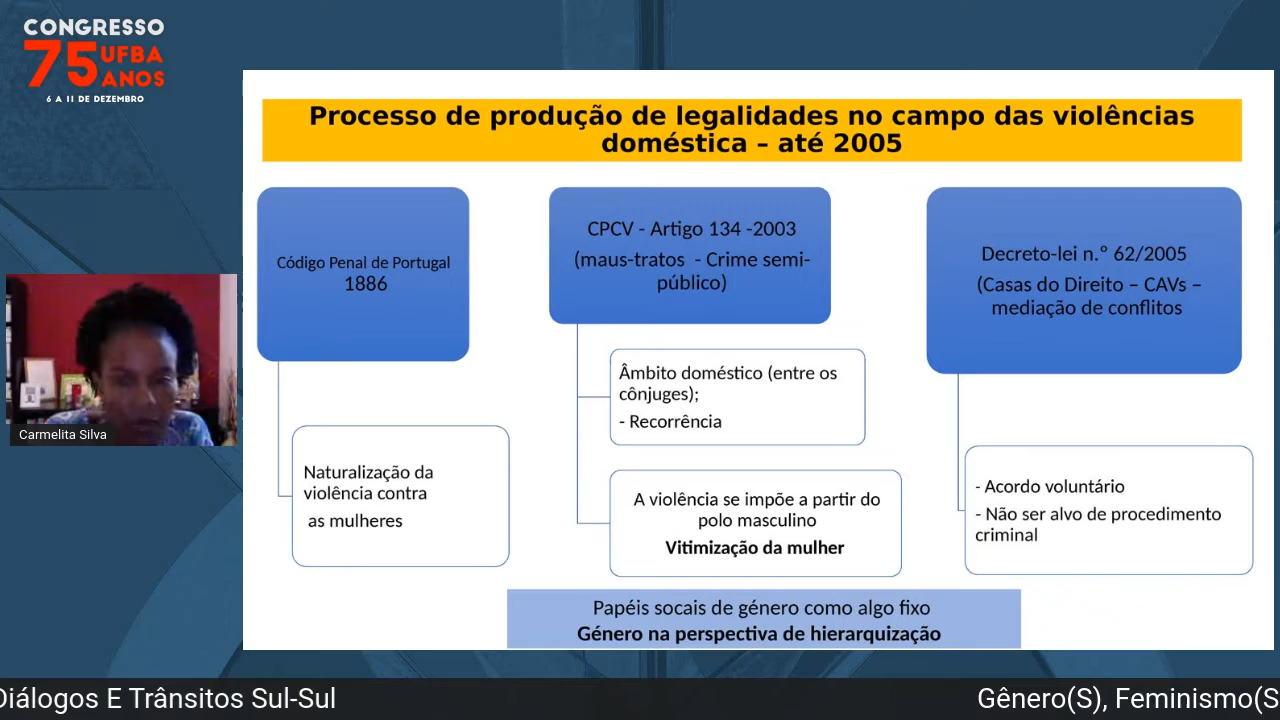 CONGRESSO
75 UFBA
ANOS
6 A 11 DE DEZEMBRO
Processo de produção de legalidades no campo das violências
doméstica – até 2005
Código Penal de Portugal
1886
Naturalização da
violência contra
as mulheres
CPCV - Artigo 134 -2003
(maus-tratos - Crime semi-
público)
Âmbito doméstico (entre os
cônjuges);
- Recorrência
A violência se impõe a partir do
polo masculino
Vitimização da mulher
Decreto-lei n.º 62/2005
(Casas do Direito – CAVs –
mediação de conflitos
- Acordo voluntário
- Não ser alvo de procedimento
criminal
Papéis socais de género como algo fixo
Género na perspectiva de hierarquização
Carmelita Silva
Diálogos E Trânsitos Sul-Sul
Gênero(S), Feminismo(S